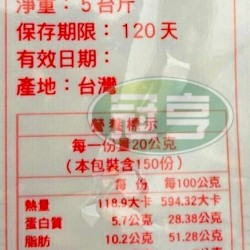 淨重：5台斤
保存期限：120天
有效日期：
產地：台灣
冠亨
營養標示
每一份量20公克
(本包裝含150份)
每份 每100公克
熱量 118.9大卡 594.32大卡
蛋白質 5.7公克 28.38公克
脂肪 10.2公克 51.28公克